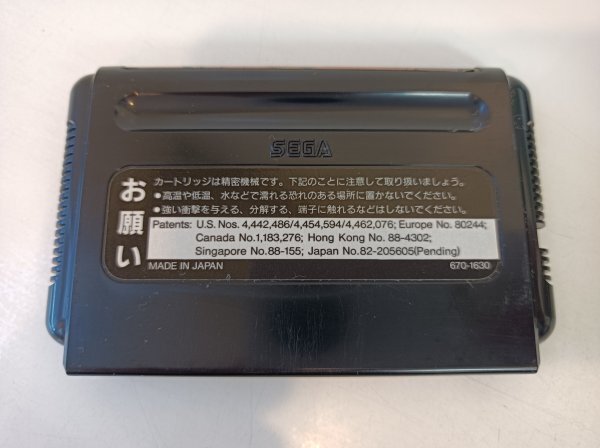 SEGA
お願い
カートリッジは精密機械です。下記のことに注意して取り扱いましょう。
●高温や低温、水などで濡れる恐れのある場所に置かないでください。
●強い衝撃を与える、分解する、端子に触れるなどはしないでください。
Patents: U.S. Nos. 4,442,486/4,454,594/4,462,076; Europe No. 80244;
Canada No.1,183,276; Hong Kong No. 88-4302;
Singapore No.88-155; Japan No.82-205605(Pending)
MADE IN JAPAN 670-1630